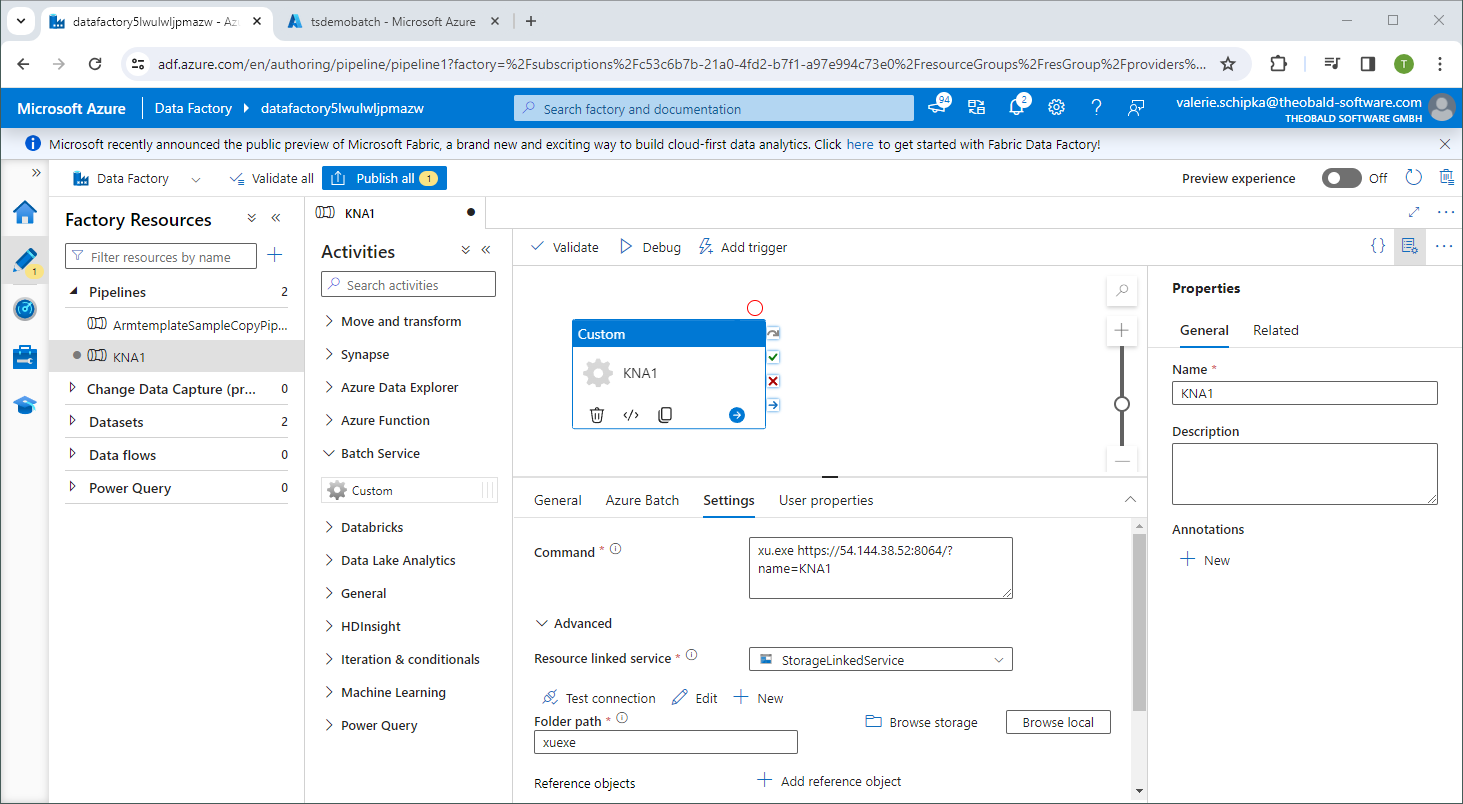 datafactory5lwulwljpmazw - Az
tsdemobatch - Microsoft Azure
adf.azure.com/en/authoring/pipeline/pipeline1?factory=%2Fsubscriptions%2Fc53c6b7b-21a0-4fd2-b7f1-a97e994c73e0%2FresourceGroups%2FresGroup%2Fproviders%...
T
Microsoft Azure
Data Factory
datafactory5lwulwljpmazw
Search factory and documentation
94
2
valerie.schipka@theobald-software.com
THEOBALD SOFTWARE GMBH
Microsoft recently announced the public preview of Microsoft Fabric, a brand new and exciting way to build cloud-first data analytics. Click here to get started with Fabric Data Factory!
Data Factory
Validate all
Publish all 1
Preview experience
Off
1
Factory Resources
Filter resources by name
Pipelines 2
ArmtemplateSampleCopyPip...
KNA1
Change Data Capture (pr... 0
Datasets 2
Data flows 0
Power Query 0
KNA1
Activities
Search activities
Move and transform
Synapse
Azure Data Explorer
Azure Function
Batch Service
Custom
Databricks
Data Lake Analytics
General
HDInsight
Iteration & conditionals
Machine Learning
Power Query
Validate
Debug
Add trigger
Custom
KNA1
General
Azure Batch
Settings
User properties
Command *
xu.exe https://54.144.38.52:8064/?
name=KNA1
Advanced
Resource linked service *
StorageLinkedService
Test connection
Edit
New
Folder path *
Browse storage
Browse local
xuexe
Reference objects
Add reference object
Properties
General
Related
Name *
KNA1
Description
Annotations
New